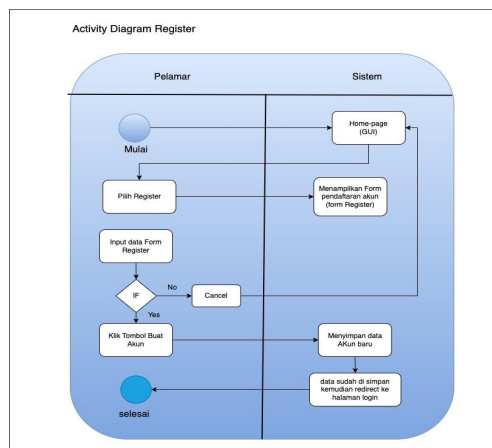 Activity Diagram Register
Pelamar
Sistem
Mulai
Home-page
(GUI)
Pilih Register
Menampilkan Form
pendaftaran akun
(form Register)
Input data Form
Register
IF
No
Cancel
Yes
Klik Tombol Buat
Akun
Menyimpan data
AKun baru
data sudah di simpan
kemudian redirect ke
halaman login
selesai